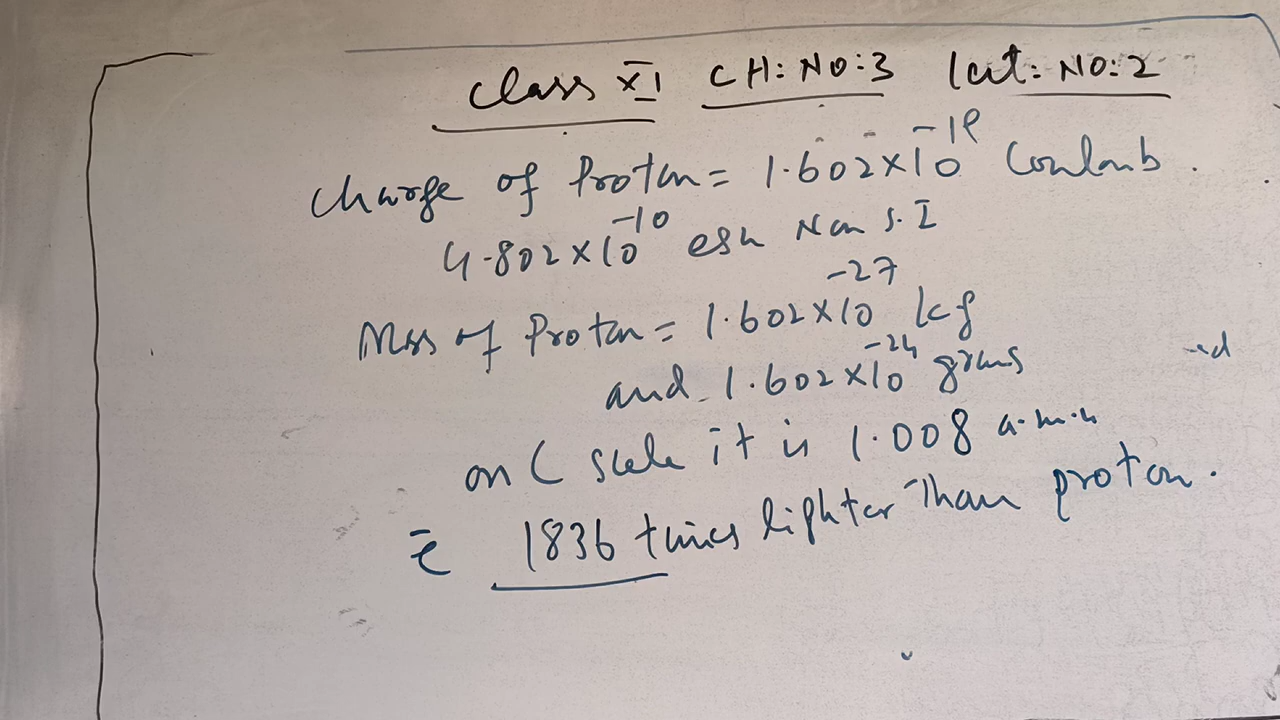 Class XI CH: NO:3 lect: NO:2
Charge of Proton = 1.602×10⁻¹⁹ Coulomb.
4.802×10⁻¹⁰ esu Non S.I
Mass of Proton = 1.602×10⁻²⁷ kg
and 1.602×10⁻²⁴ grams
on C scale it is 1.008 a.m.u
ē 1836 times lighter Than proton.